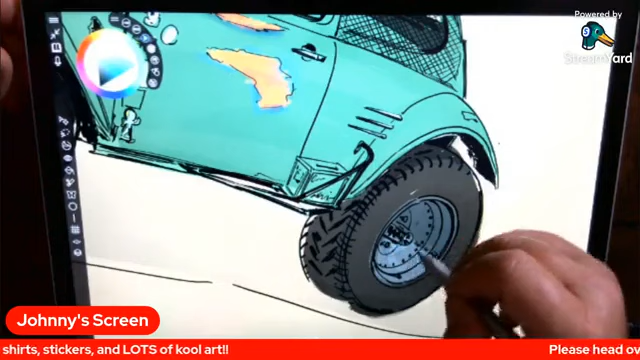 Powered by
StreamYard
Johnny's Screen
shirts, stickers, and LOTS of kool art!! Please head ov